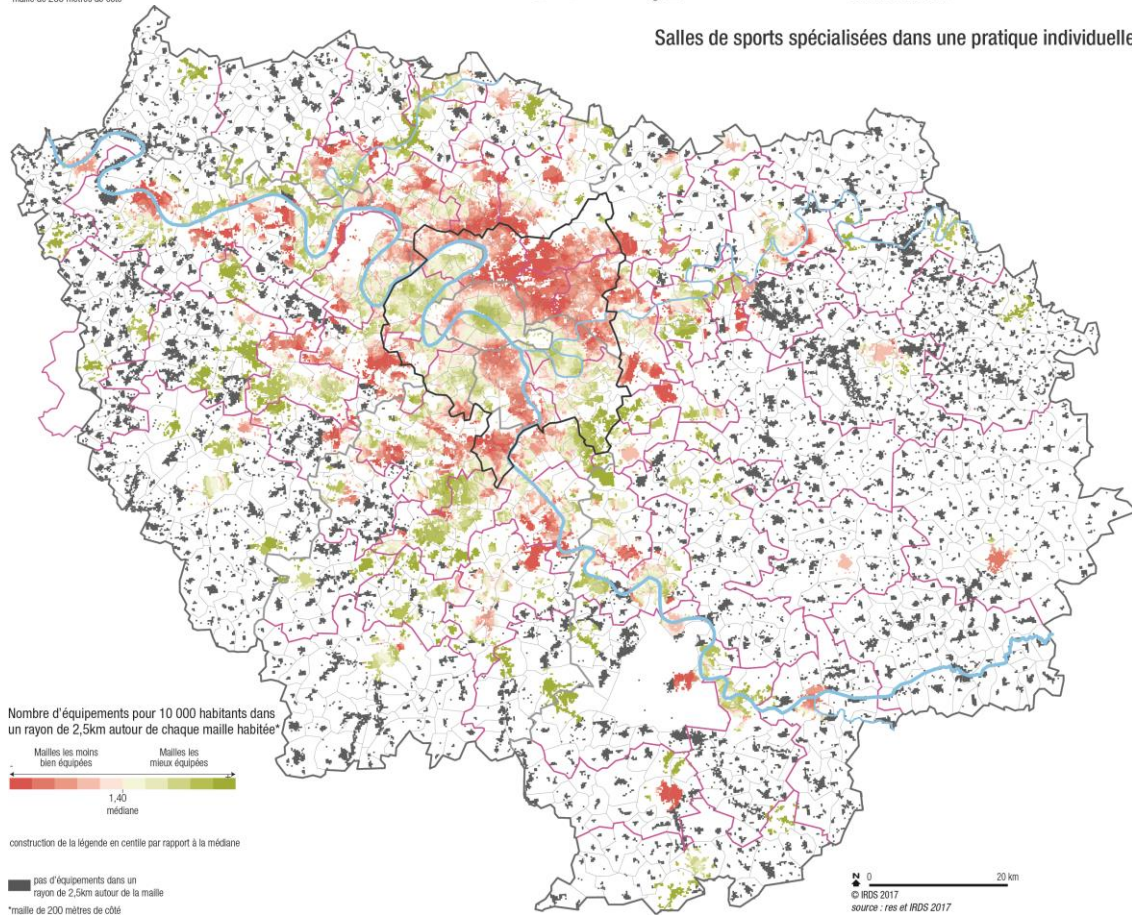 Salles de sports spécialisées dans une pratique individuelle
Nombre d'équipements pour 10 000 habitants dans
un rayon de 2,5km autour de chaque maille habitée*
Mailles les moins
bien équipées
Mailles les
mieux équipées
-
+
1,40
médiane
construction de la légende en centile par rapport à la médiane
pas d'équipements dans un
rayon de 2,5km autour de la maille
*maille de 200 mètres de côté
N
0
20 km
© IRDS 2017
source : res et IRDS 2017